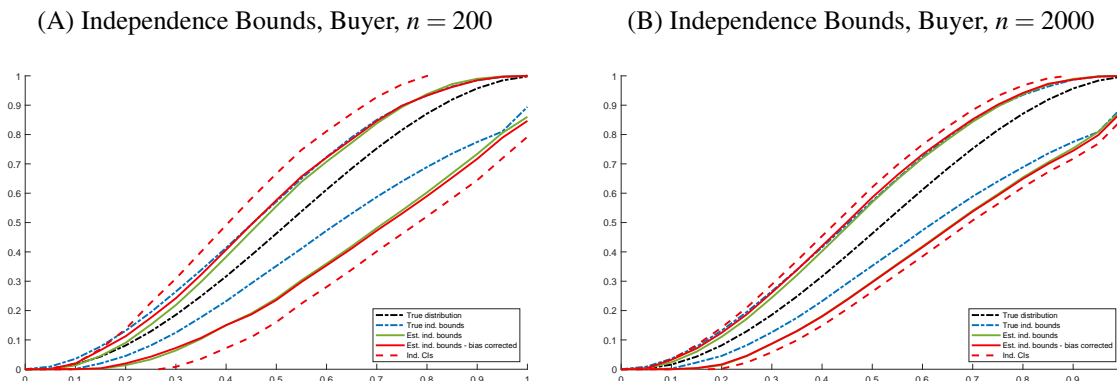 (A) Independence Bounds, Buyer, n = 200
1
0.9
0.8
0.7
0.6
0.5
0.4
0.3
0.2
0.1
0
0 0.1 0.2 0.3 0.4 0.5 0.6 0.7 0.8 0.9 1
True distribution
True ind. bounds
Est. ind. bounds
Est. ind. bounds - bias corrected
Ind. CIs
(B) Independence Bounds, Buyer, n = 2000
1
0.9
0.8
0.7
0.6
0.5
0.4
0.3
0.2
0.1
0
0 0.1 0.2 0.3 0.4 0.5 0.6 0.7 0.8 0.9
True distribution
True ind. bounds
Est. ind. bounds
Est. ind. bounds - bias corrected
Ind. CIs